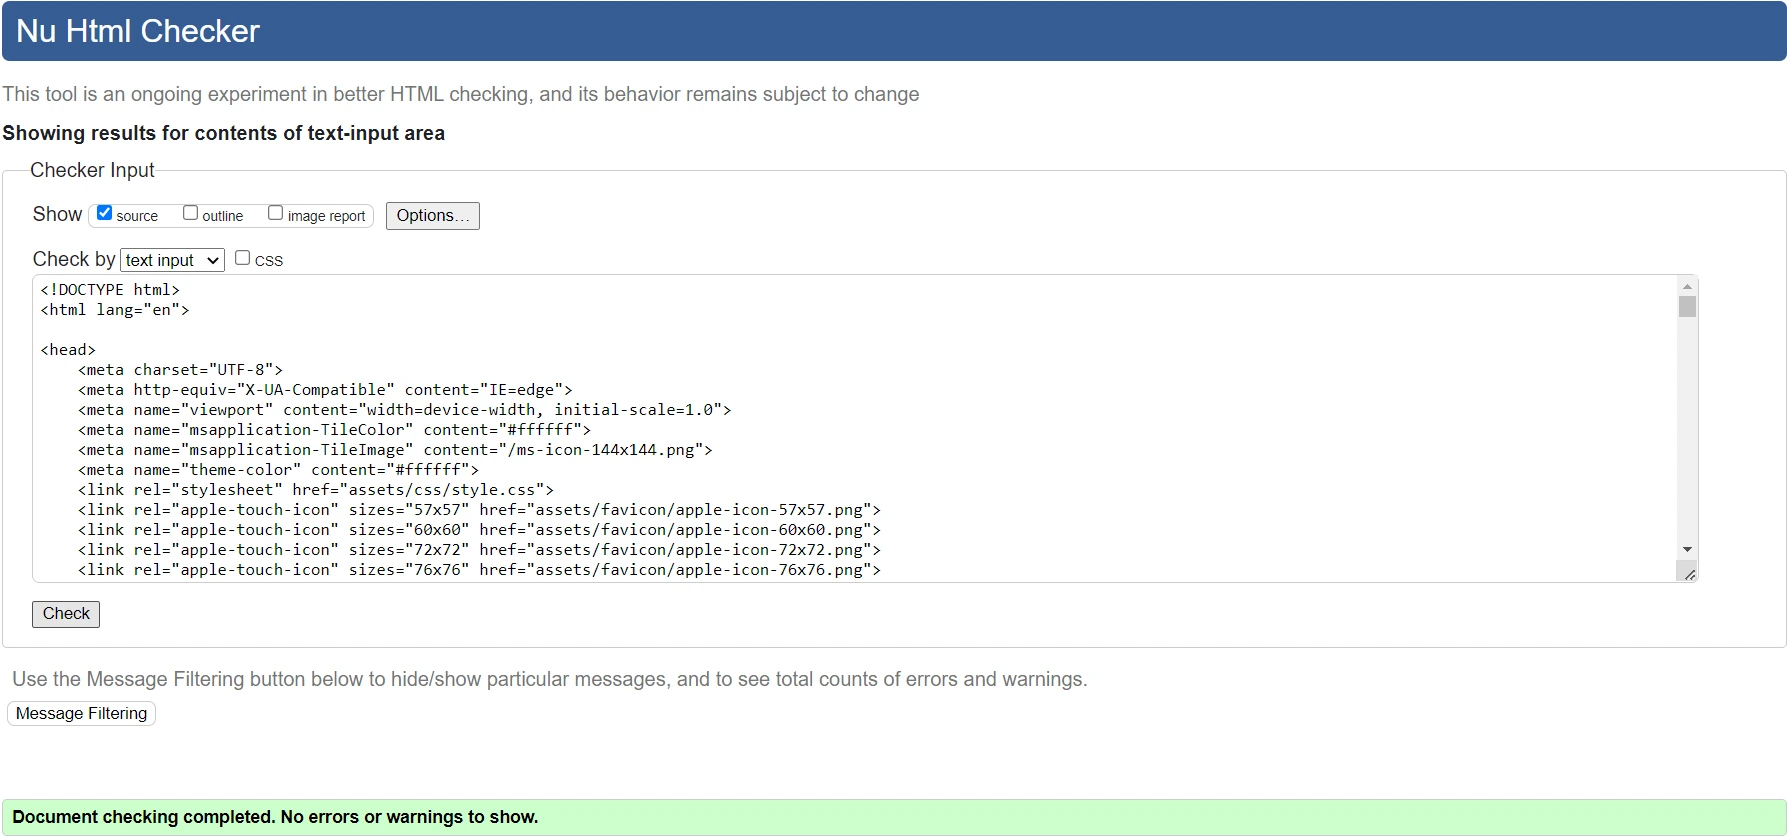 Nu Html Checker
This tool is an ongoing experiment in better HTML checking, and its behavior remains subject to change
Showing results for contents of text-input area
Checker Input
Show source outline image report Options...
Check by text input CSS
<!DOCTYPE html>
<html lang="en">
<head>
    <meta charset="UTF-8">
    <meta http-equiv="X-UA-Compatible" content="IE=edge">
    <meta name="viewport" content="width=device-width, initial-scale=1.0">
    <meta name="msapplication-TileColor" content="#ffffff">
    <meta name="msapplication-TileImage" content="/ms-icon-144x144.png">
    <meta name="theme-color" content="#ffffff">
    <link rel="stylesheet" href="assets/css/style.css">
    <link rel="apple-touch-icon" sizes="57x57" href="assets/favicon/apple-icon-57x57.png">
    <link rel="apple-touch-icon" sizes="60x60" href="assets/favicon/apple-icon-60x60.png">
    <link rel="apple-touch-icon" sizes="72x72" href="assets/favicon/apple-icon-72x72.png">
    <link rel="apple-touch-icon" sizes="76x76" href="assets/favicon/apple-icon-76x76.png">
Check
Use the Message Filtering button below to hide/show particular messages, and to see total counts of errors and warnings.
Message Filtering
Document checking completed. No errors or warnings to show.